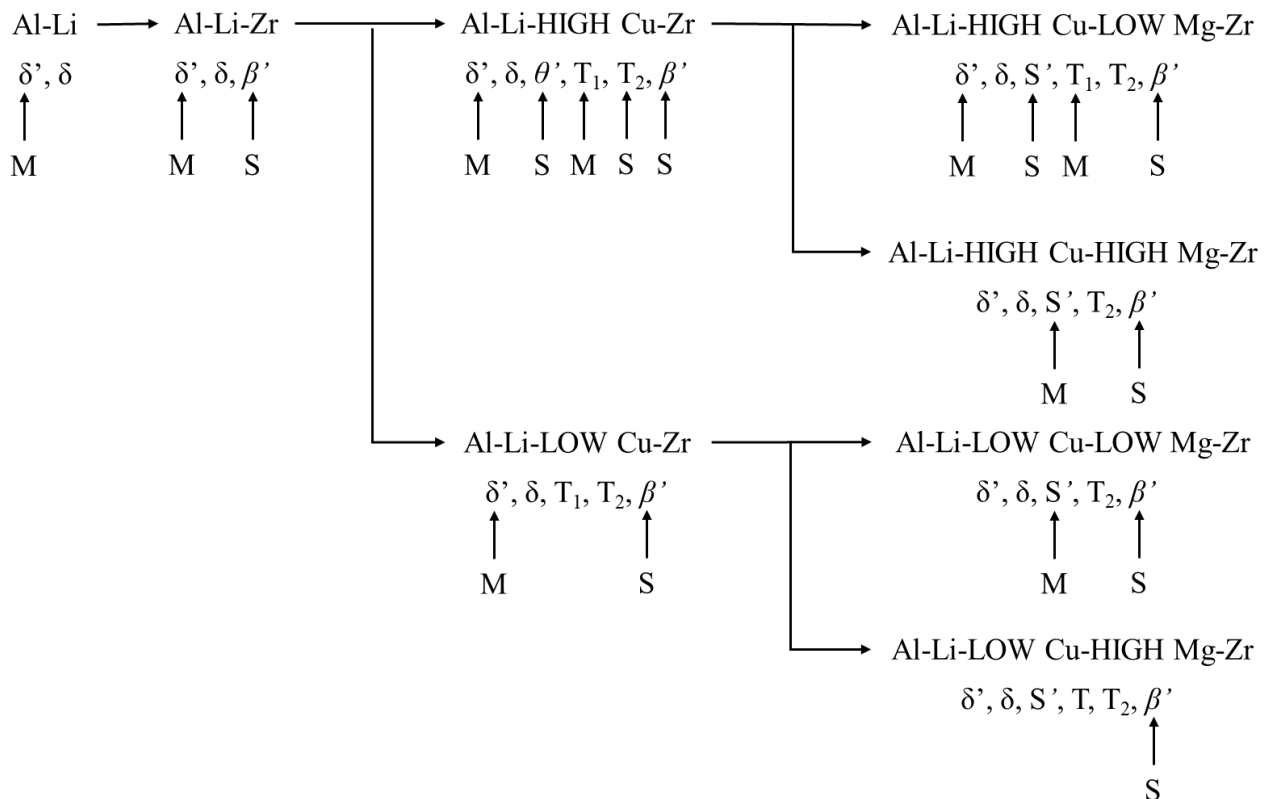 Al-Li Al-Li-Zr Al-Li-HIGH Cu-Zr Al-Li-HIGH Cu-LOW Mg-Zr
δ’, δ δ’, δ, β’ δ’, δ, θ’, T₁, T₂, β’ δ’, δ, S’, T₁, T₂, β’
M M S M S M S S M S M S
Al-Li-HIGH Cu-HIGH Mg-Zr
δ’, δ, S’, T₂, β’
M S
Al-Li-LOW Cu-Zr Al-Li-LOW Cu-LOW Mg-Zr
δ’, δ, T₁, T₂, β’ δ’, δ, S’, T₂, β’
M S M S
Al-Li-LOW Cu-HIGH Mg-Zr
δ’, δ, S’, T, T₂, β’
S